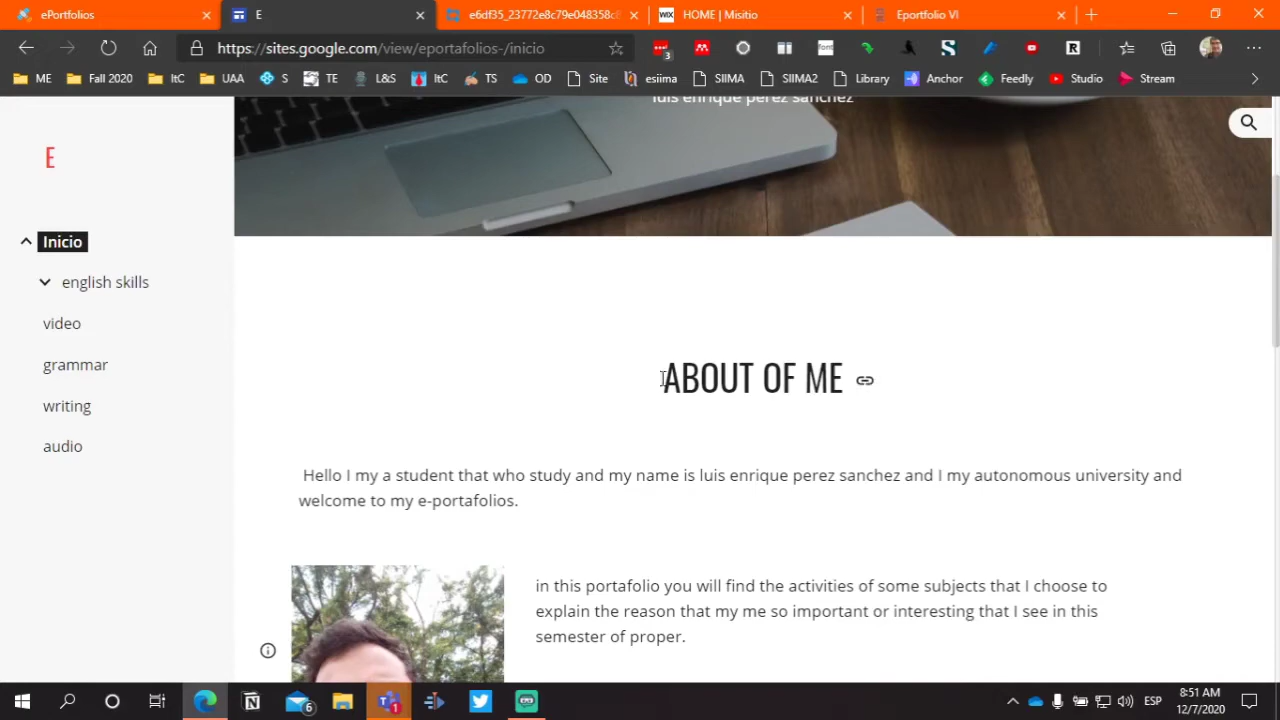 ePortfolios
E
e6df35_23772e8c79e048358c8
WIX HOME | Misitio
Eportfolio VI
https://sites.google.com/view/eportafolios-/inicio
3
R
ME
Fall 2020
ItC
UAA
S
TE
L&S
ItC
TS
OD
Site
esiima
SIIMA
SIIMA2
Library
Anchor
Feedly
Studio
Stream
luis enrique perez sanchez
E
Inicio
english skills
video
grammar
writing
audio
ABOUT OF ME
Hello I my a student that who study and my name is luis enrique perez sanchez and I my autonomous university and
welcome to my e-portafolios.
in this portafolio you will find the activities of some subjects that I choose to
explain the reason that my me so important or interesting that I see in this
semester of proper.
6
1
ESP
8:51 AM
12/7/2020